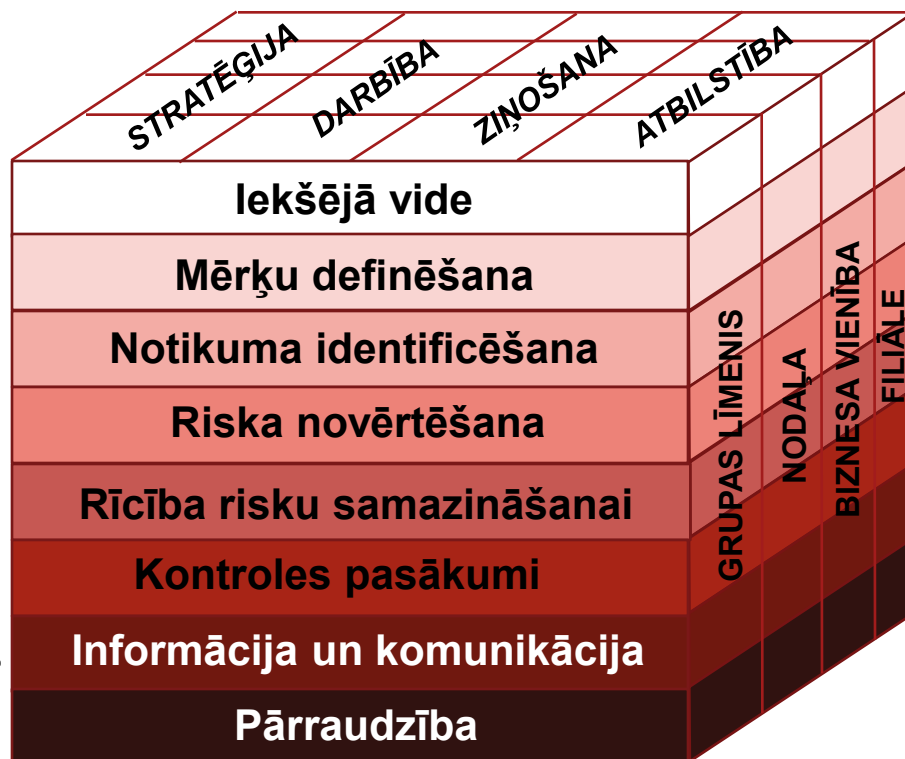 STRATĒĢIJA
DARBĪBA
ZIŅOŠANA
ATBILSTĪBA
Iekšējā vide
Mērķu definēšana
Notikuma identificēšana
Riska novērtēšana
Rīcība risku samazināšanai
Kontroles pasākumi
Informācija un komunikācija
Pārraudzība
GRUPAS LĪMENIS
NODAĻA
BIZNESA VIENĪBA
FILIĀLE